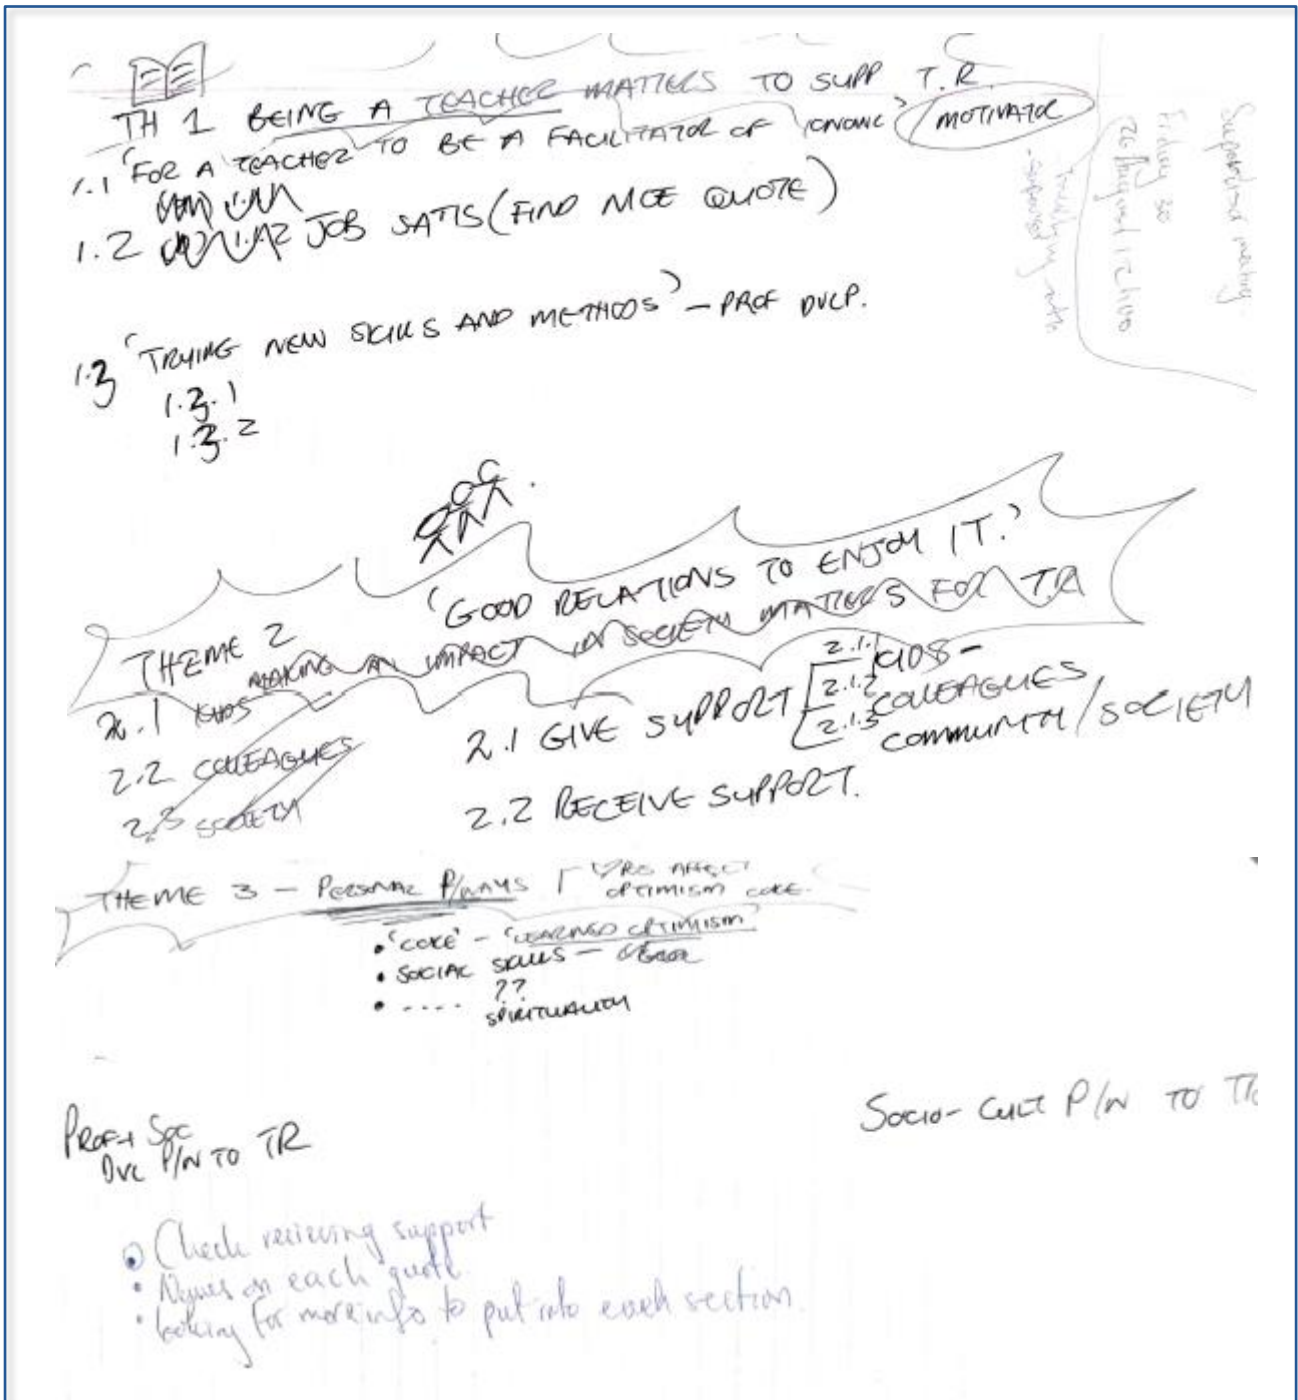 TH 1 BEING A TEACHER MATTERS TO SUPP T.R.
1.1 'FOR A TEACHER TO BE A FACILITATOR OF' MOTIVATOR
1.2 JOB SATIS (FIND NICE QUOTE)
1.3 'TRYING NEW SKILLS AND METHODS' - PROF DVLP.
1.3.1
1.3.2
Supervisor meeting
Friday
26 August 12h00
'GOOD RELATIONS TO ENJOY IT.'
THEME 2
MAKING AN IMPACT IN SOCIETY MATTERS FOR TR
2.1 KIDS
2.2 COLLEAGUES
2.3 SOCIETY
2.1 GIVE SUPPORT
2.1.1 KIDS -
2.1.2 COLLEAGUES
2.1.3 COMMUNITY/SOCIETY
2.2 RECEIVE SUPPORT.
THEME 3 - PERSONAL P/WAYS
AFFECT
OPTIMISM CORE.
• 'CORE' - 'LEARNED OPTIMISM'
• SOCIAL SKILLS -
• .... ??
SPIRITUALITY
PROF + SOC
DVL P/W TO TR
SOCIO-CULT P/W TO TR
• Check recieving support
• on each quote.
• looking for more info to put into each section.